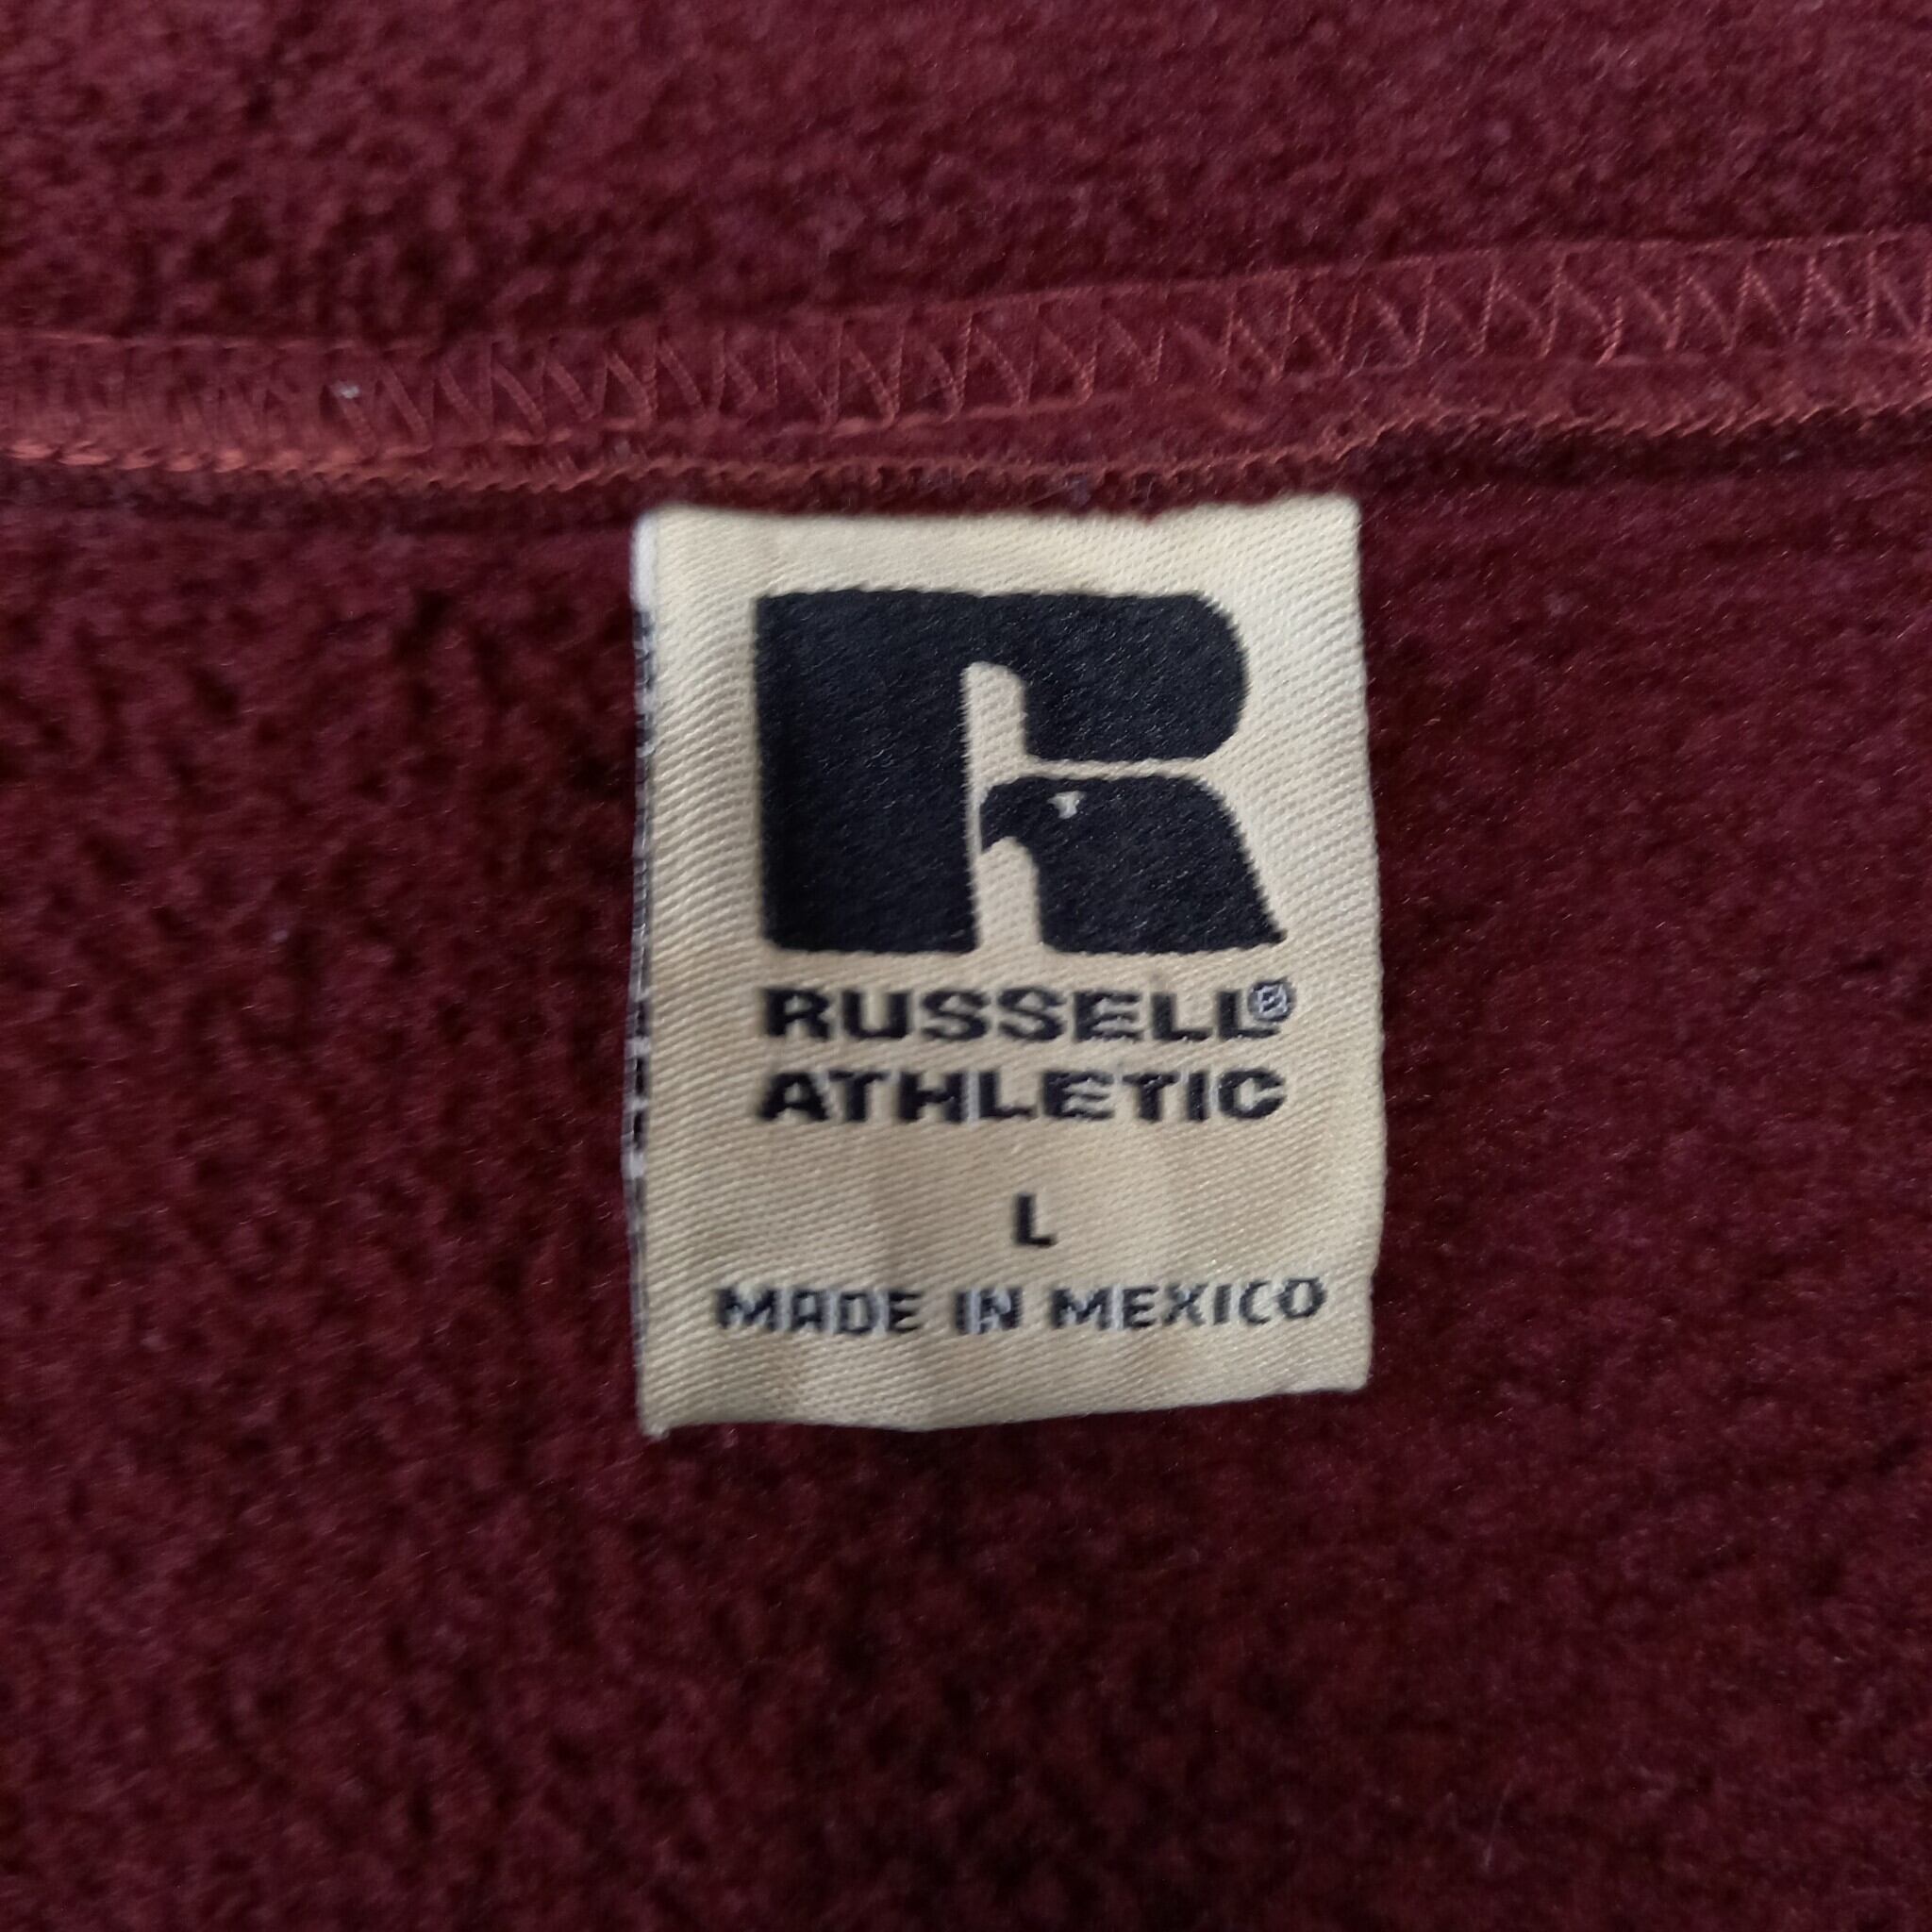 RUSSELL®
ATHLETIC
L
MADE IN MEXICO